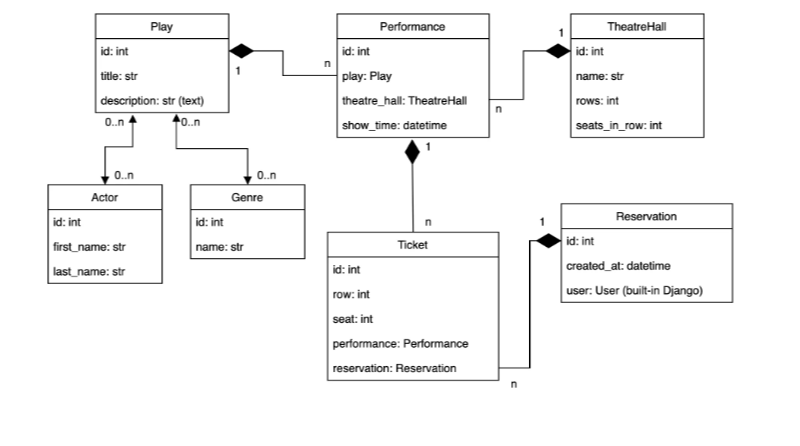 Play
id: int
title: str
description: str (text)
Performance
id: int
play: Play
theatre_hall: TheatreHall
show_time: datetime
TheatreHall
id: int
name: str
rows: int
seats_in_row: int
1
n
1
n
0..n
0..n
0..n
0..n
1
n
Actor
id: int
first_name: str
last_name: str
Genre
id: int
name: str
Ticket
id: int
row: int
seat: int
performance: Performance
reservation: Reservation
Reservation
id: int
created_at: datetime
user: User (built-in Django)
1
n